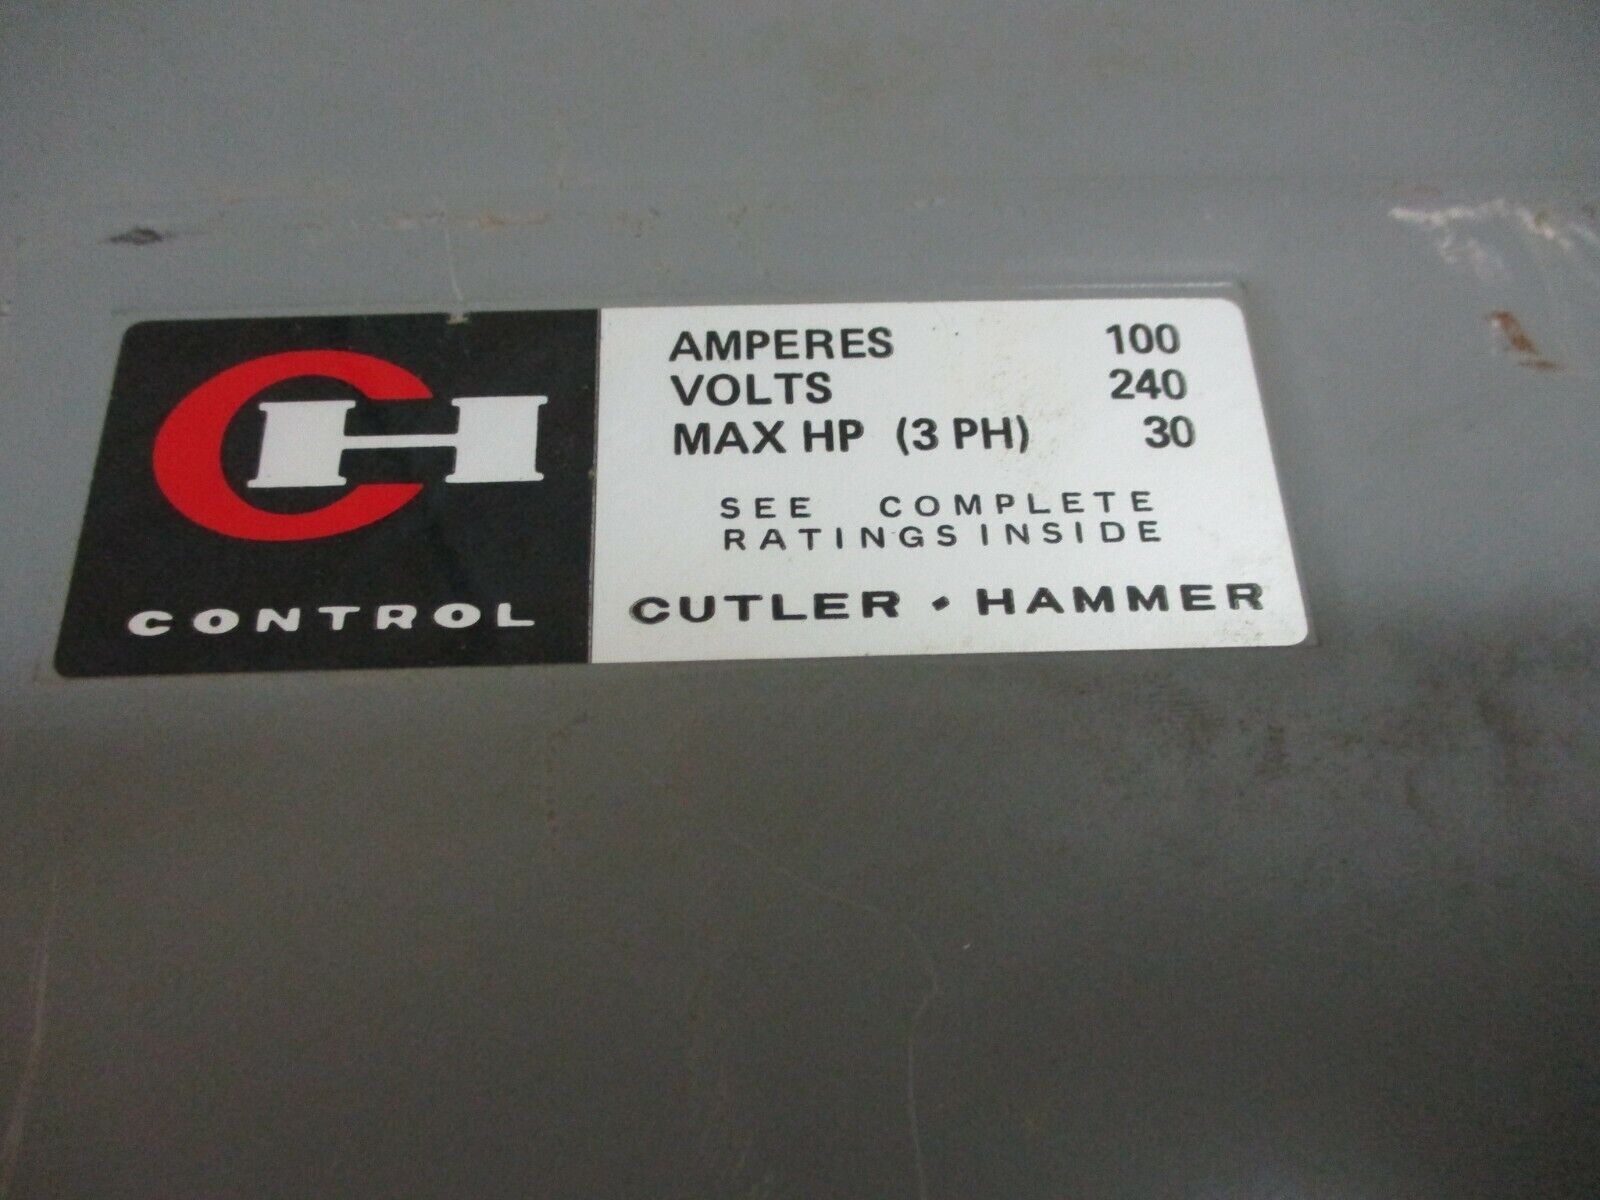 CH
CONTROL
AMPERES 100
VOLTS 240
MAX HP (3 PH) 30
SEE COMPLETE
RATINGS INSIDE
CUTLER • HAMMER